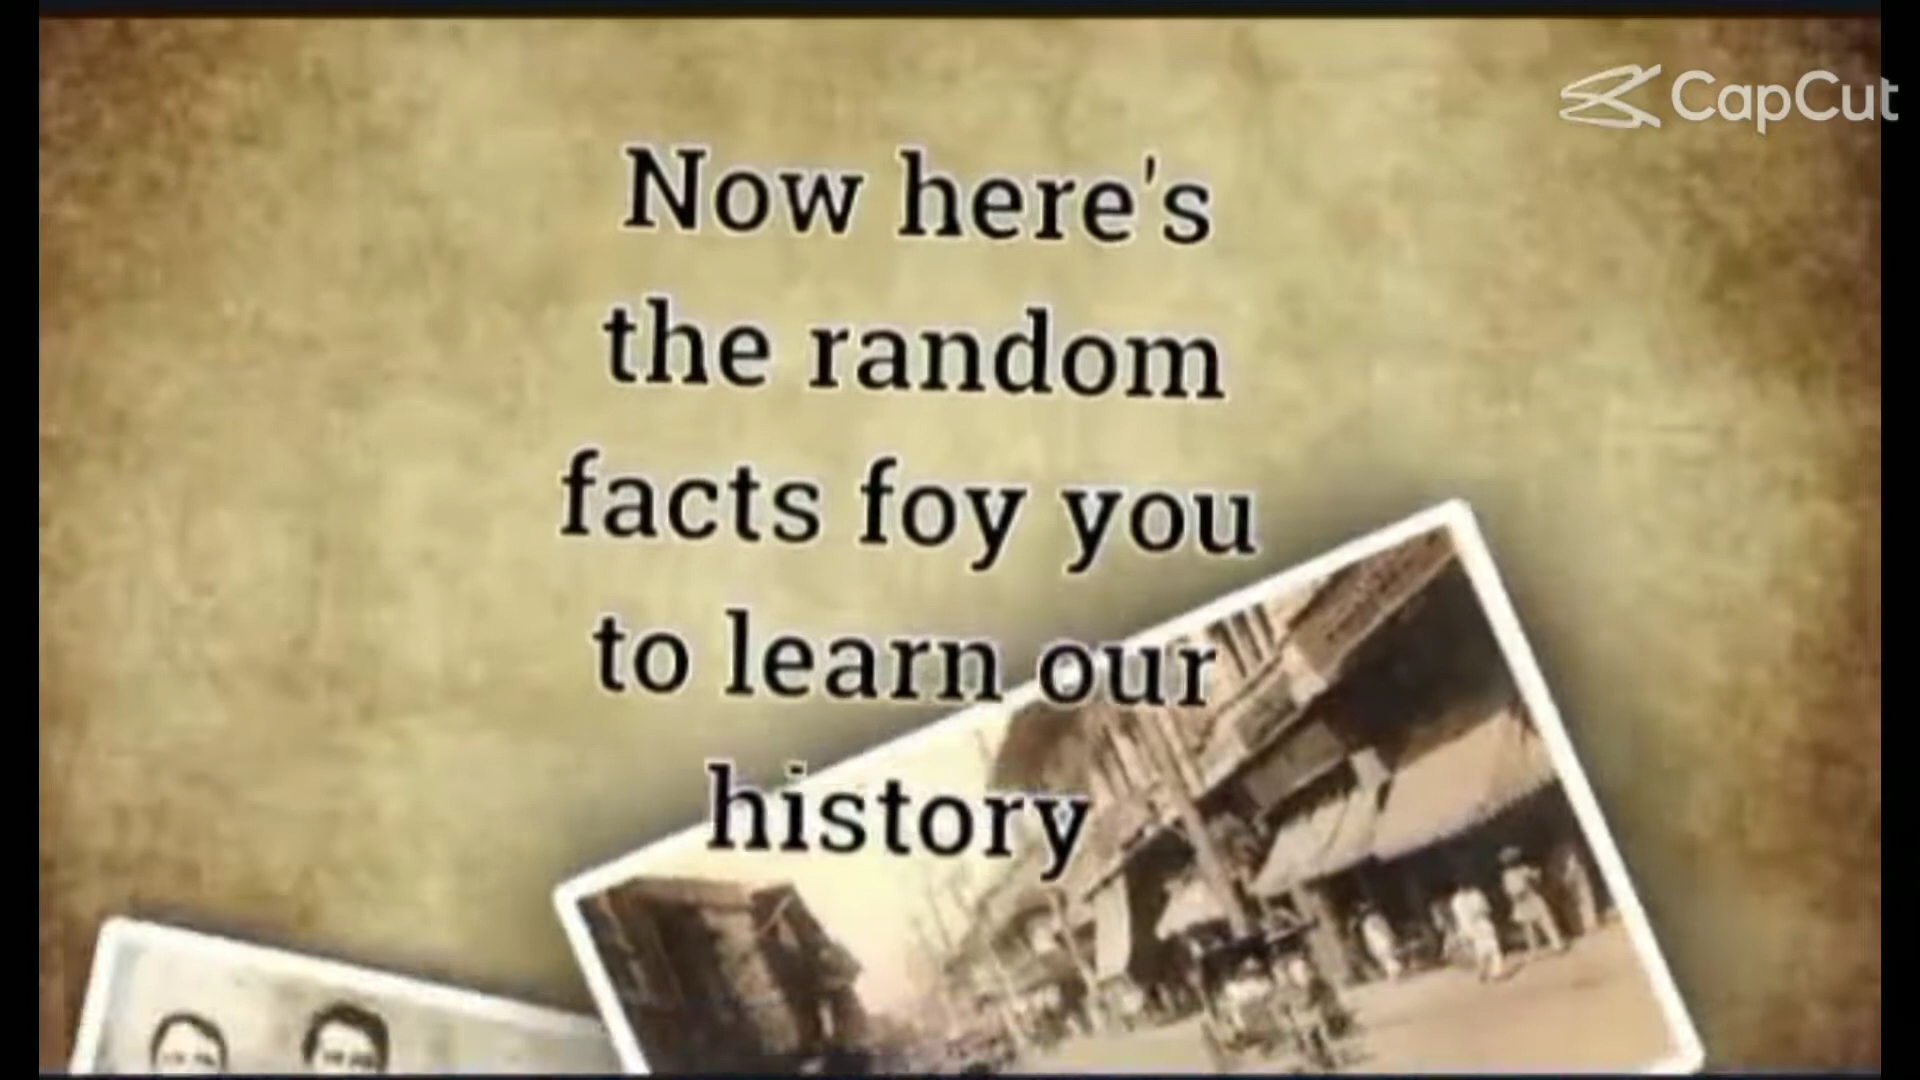 CapCut
Now here's
the random
facts foy you
to learn our
history